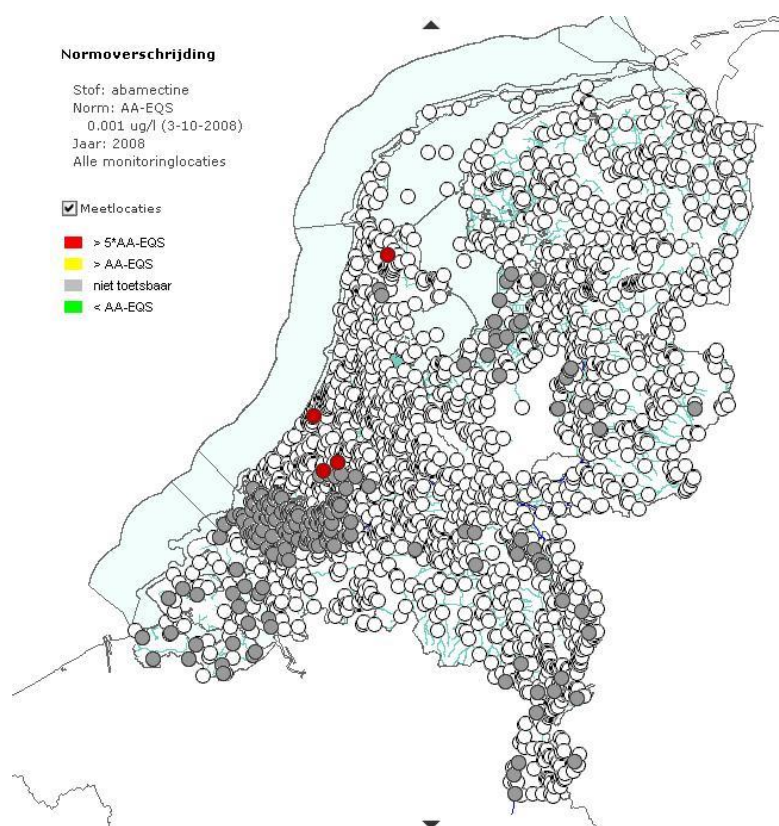 Normoverschrijding
Stof: abamectine
Norm: AA-EQS
0.001 ug/l (3-10-2008)
Jaar: 2008
Alle monitoringlocaties
Meetlocaties
> 5*AA-EQS
> AA-EQS
niet toetsbaar
< AA-EQS